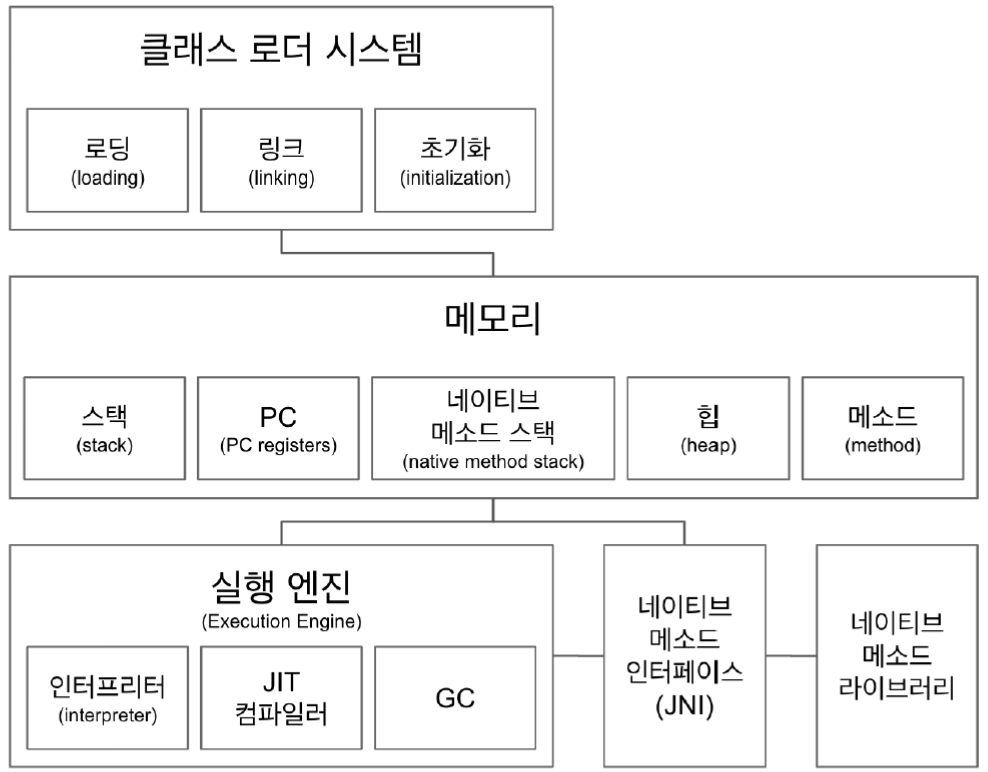 클래스 로더 시스템
로딩
(loading)
링크
(linking)
초기화
(initialization)
메모리
스택
(stack)
PC
(PC registers)
네이티브
메소드 스택
(native method stack)
힙
(heap)
메소드
(method)
실행 엔진
(Execution Engine)
인터프리터
(interpreter)
JIT
컴파일러
GC
네이티브
메소드
인터페이스
(JNI)
네이티브
메소드
라이브러리